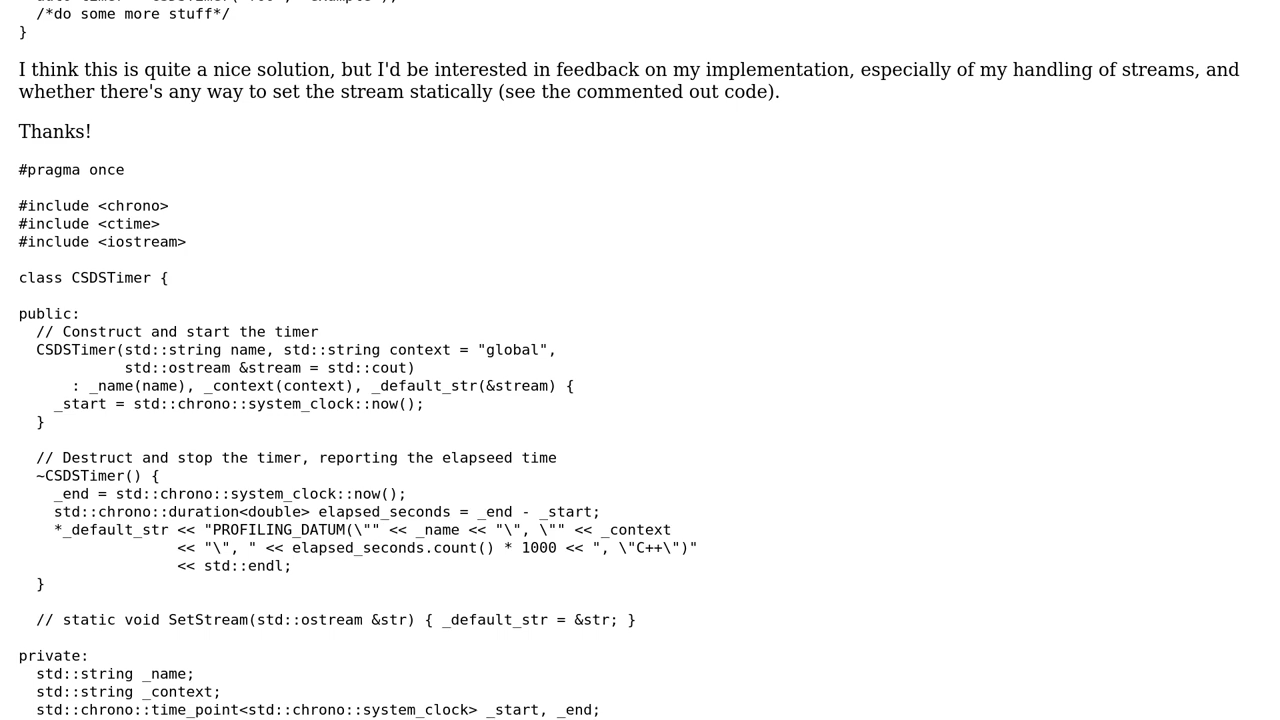 /*do some more stuff*/
}
I think this is quite a nice solution, but I'd be interested in feedback on my implementation, especially of my handling of streams, and
whether there's any way to set the stream statically (see the commented out code).
Thanks!
#pragma once
#include <chrono>
#include <ctime>
#include <iostream>
class CSDSTimer {
public:
  // Construct and start the timer
  CSDSTimer(std::string name, std::string context = "global",
            std::ostream &stream = std::cout)
      : _name(name), _context(context), _default_str(&stream) {
    _start = std::chrono::system_clock::now();
  }
  // Destruct and stop the timer, reporting the elapseed time
  ~CSDSTimer() {
    _end = std::chrono::system_clock::now();
    std::chrono::duration<double> elapsed_seconds = _end - _start;
    *_default_str << "PROFILING_DATUM(\"" << _name << "\", \"" << _context
                  << "\", " << elapsed_seconds.count() * 1000 << ", \"C++\")"
                  << std::endl;
  }
  // static void SetStream(std::ostream &str) { _default_str = &str; }
private:
  std::string _name;
  std::string _context;
  std::chrono::time_point<std::chrono::system_clock> _start, _end;